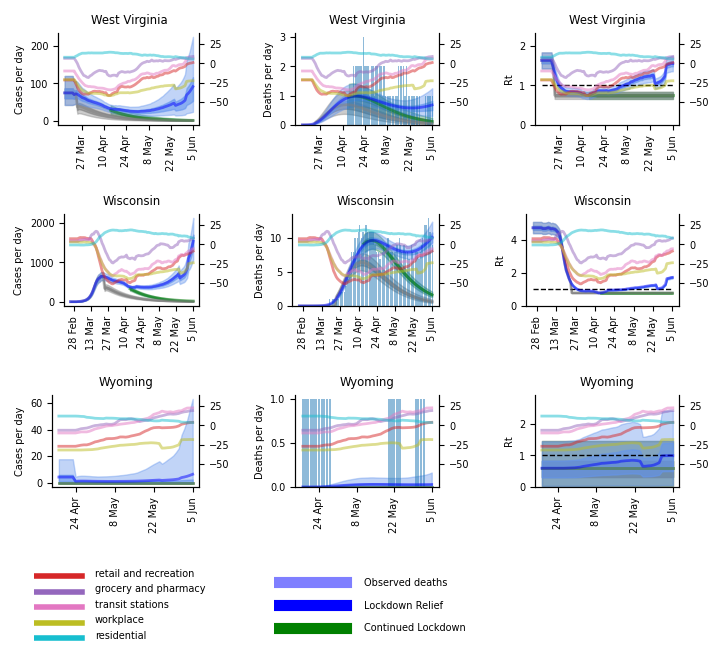 West Virginia West Virginia West Virginia
Cases per day
200
100
0
25
0
−25
−50
27 Mar
10 Apr
24 Apr
8 May
22 May
5 Jun
Deaths per day
3
2
1
0
25
0
−25
−50
27 Mar
10 Apr
24 Apr
8 May
22 May
5 Jun
Rt
2
1
0
25
0
−25
−50
27 Mar
10 Apr
24 Apr
8 May
22 May
5 Jun
Wisconsin Wisconsin Wisconsin
Cases per day
2000
1000
0
25
0
−25
−50
28 Feb
13 Mar
27 Mar
10 Apr
24 Apr
8 May
22 May
5 Jun
Deaths per day
10
5
0
25
0
−25
−50
28 Feb
13 Mar
27 Mar
10 Apr
24 Apr
8 May
22 May
5 Jun
Rt
4
2
0
25
0
−25
−50
28 Feb
13 Mar
27 Mar
10 Apr
24 Apr
8 May
22 May
5 Jun
Wyoming Wyoming Wyoming
Cases per day
60
40
20
0
25
0
−25
−50
24 Apr
8 May
22 May
5 Jun
Deaths per day
1.0
0.5
0.0
25
0
−25
−50
24 Apr
8 May
22 May
5 Jun
Rt
2
1
0
25
0
−25
−50
24 Apr
8 May
22 May
5 Jun
retail and recreation
grocery and pharmacy
transit stations
workplace
residential
Observed deaths
Lockdown Relief
Continued Lockdown